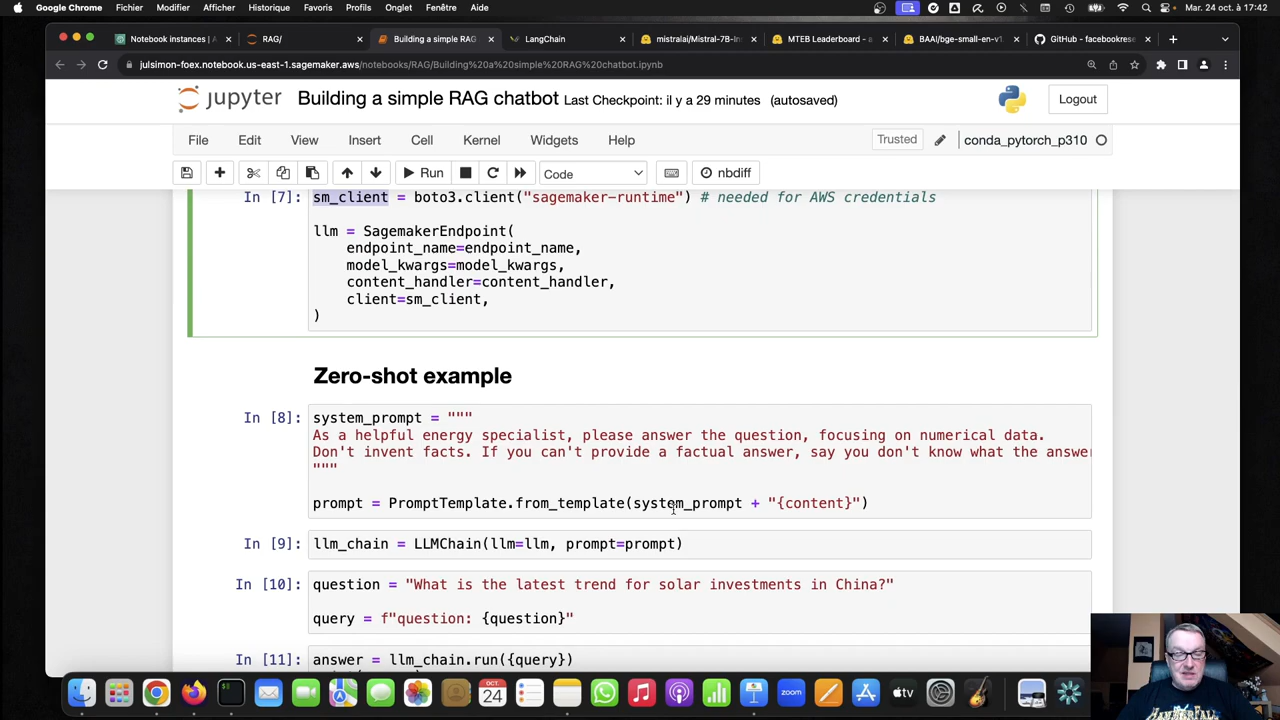 Google Chrome Fichier Modifier Afficher Historique Favoris Profils Onglet Fenêtre Aide Mar. 24 oct. à 17:42
Notebook instances | A RAG/ Building a simple RAG LangChain mistralai/Mistral-7B-In MTEB Leaderboard - a BAAI/bge-small-en-v1. GitHub - facebookrese
julsimon-foex.notebook.us-east-1.sagemaker.aws/notebooks/RAG/Building%20a%20simple%20RAG%20chatbot.ipynb
jupyter Building a simple RAG chatbot Last Checkpoint: il y a 29 minutes (autosaved) Logout
File Edit View Insert Cell Kernel Widgets Help Trusted conda_pytorch_p310
Run Code nbdiff
In [7]: sm_client = boto3.client("sagemaker-runtime") # needed for AWS credentials
llm = SagemakerEndpoint(
endpoint_name=endpoint_name,
model_kwargs=model_kwargs,
content_handler=content_handler,
client=sm_client,
)
Zero-shot example
In [8]: system_prompt = """
As a helpful energy specialist, please answer the question, focusing on numerical data.
Don't invent facts. If you can't provide a factual answer, say you don't know what the answer
"""
prompt = PromptTemplate.from_template(system_prompt + "{content}")
In [9]: llm_chain = LLMChain(llm=llm, prompt=prompt)
In [10]: question = "What is the latest trend for solar investments in China?"
query = f"question: {question}"
In [11]: answer = llm_chain.run({query})
OCT.
24
zoom
tv
HAMMERFALL